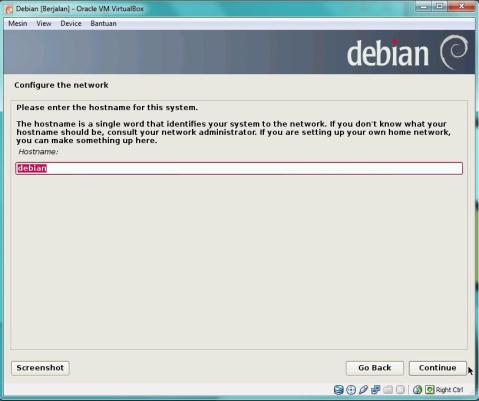 Debian [Berjalan] - Oracle VM VirtualBox
Mesin View Device Bantuan
debian
Configure the network
Please enter the hostname for this system.
The hostname is a single word that identifies your system to the network. If you don't know what your
hostname should be, consult your network administrator. If you are setting up your own home network,
you can make something up here.
Hostname:
debian
Screenshot Go Back Continue
Right Ctrl